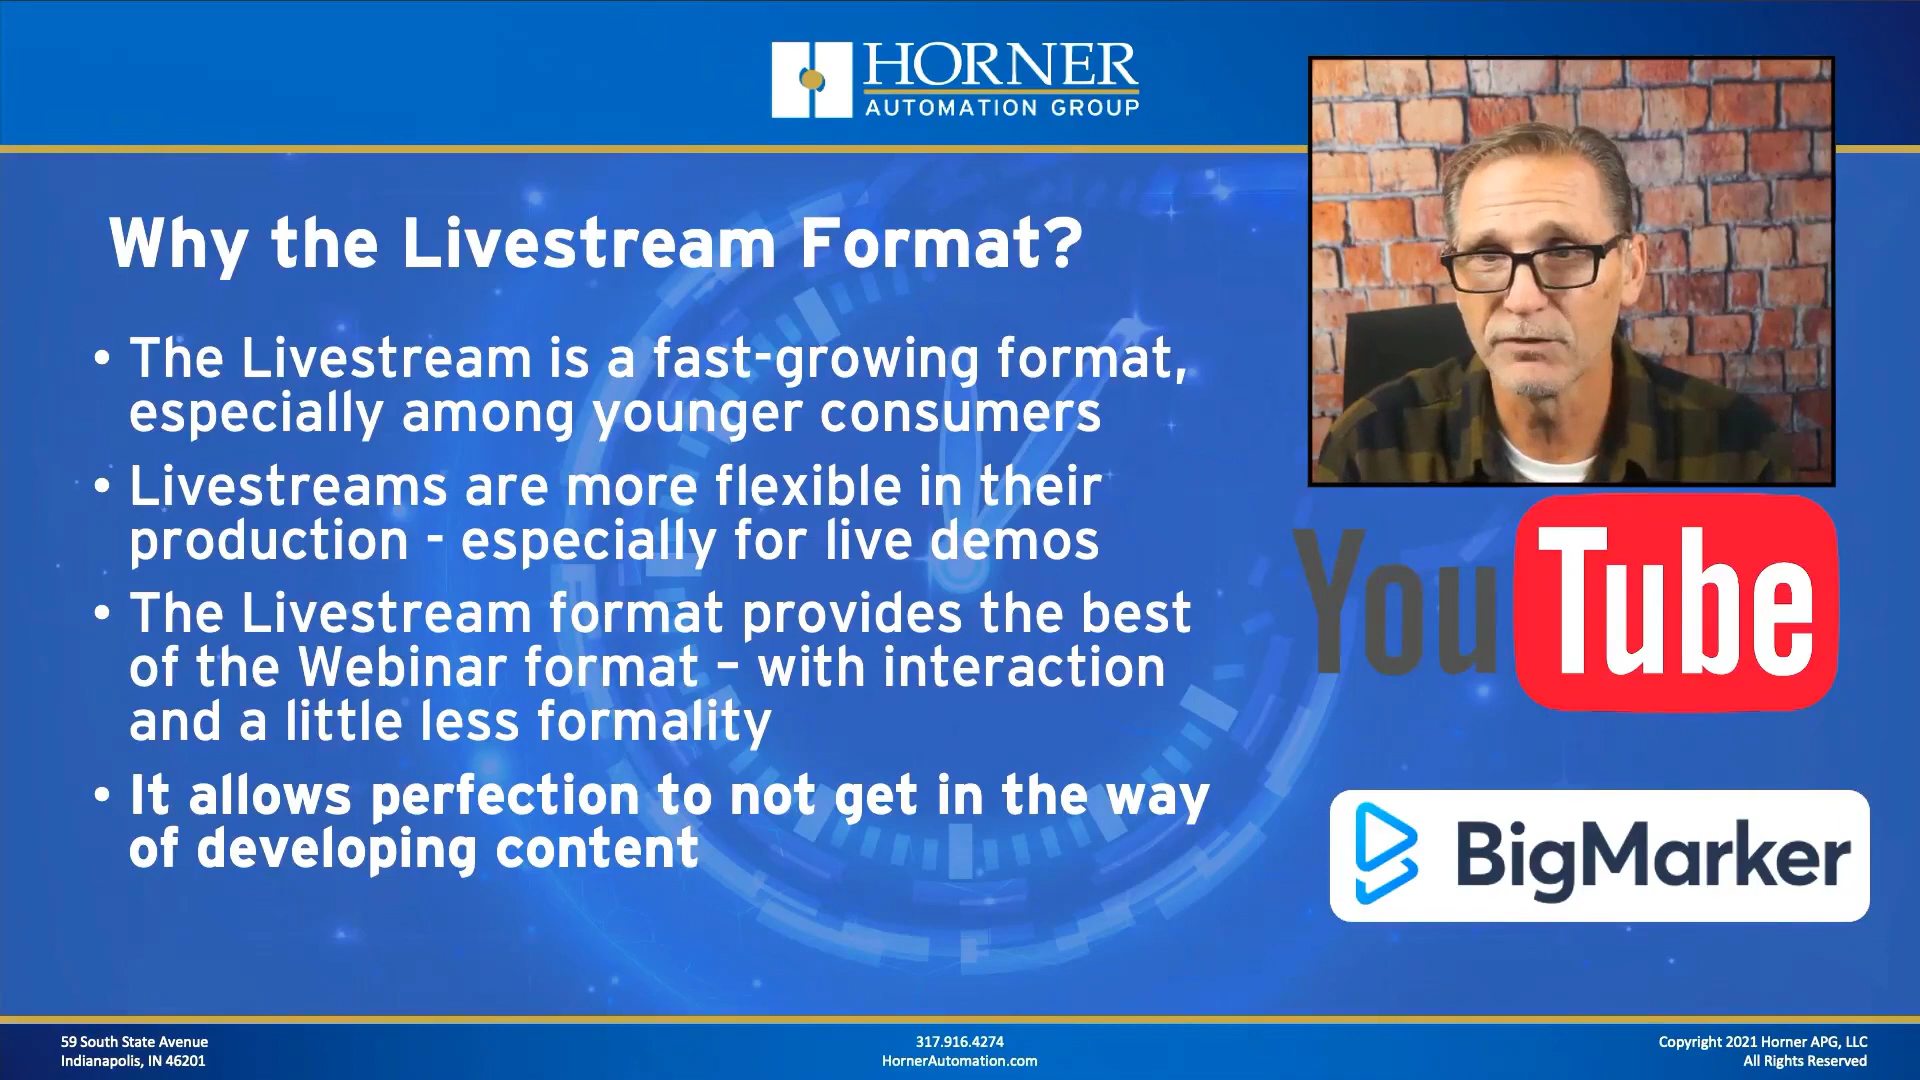 HORNER
AUTOMATION GROUP
Why the Livestream Format?
• The Livestream is a fast-growing format,
especially among younger consumers
• Livestreams are more flexible in their
production - especially for live demos
• The Livestream format provides the best
of the Webinar format – with interaction
and a little less formality
• It allows perfection to not get in the way
of developing content
YouTube
BigMarker
59 South State Avenue
Indianapolis, IN 46201
317.916.4274
HornerAutomation.com
Copyright 2021 Horner APG, LLC
All Rights Reserved